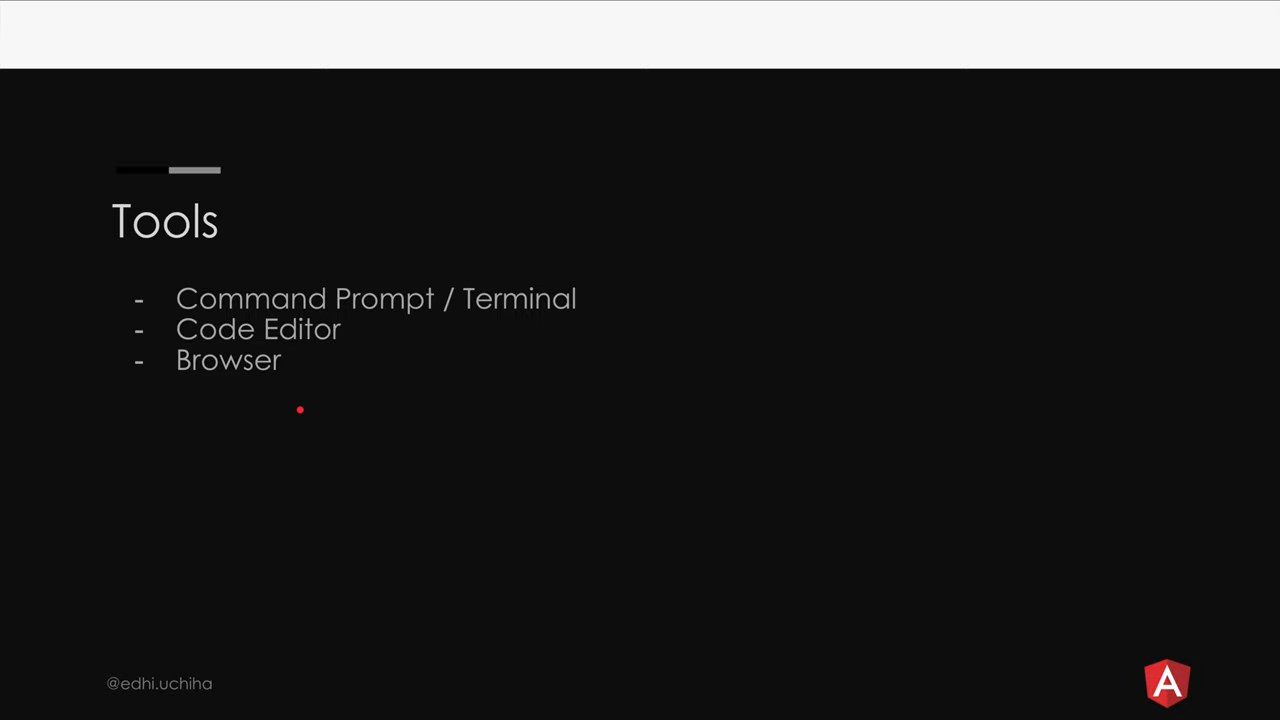 Tools
- Command Prompt / Terminal
- Code Editor
- Browser
@edhi.uchiha
A